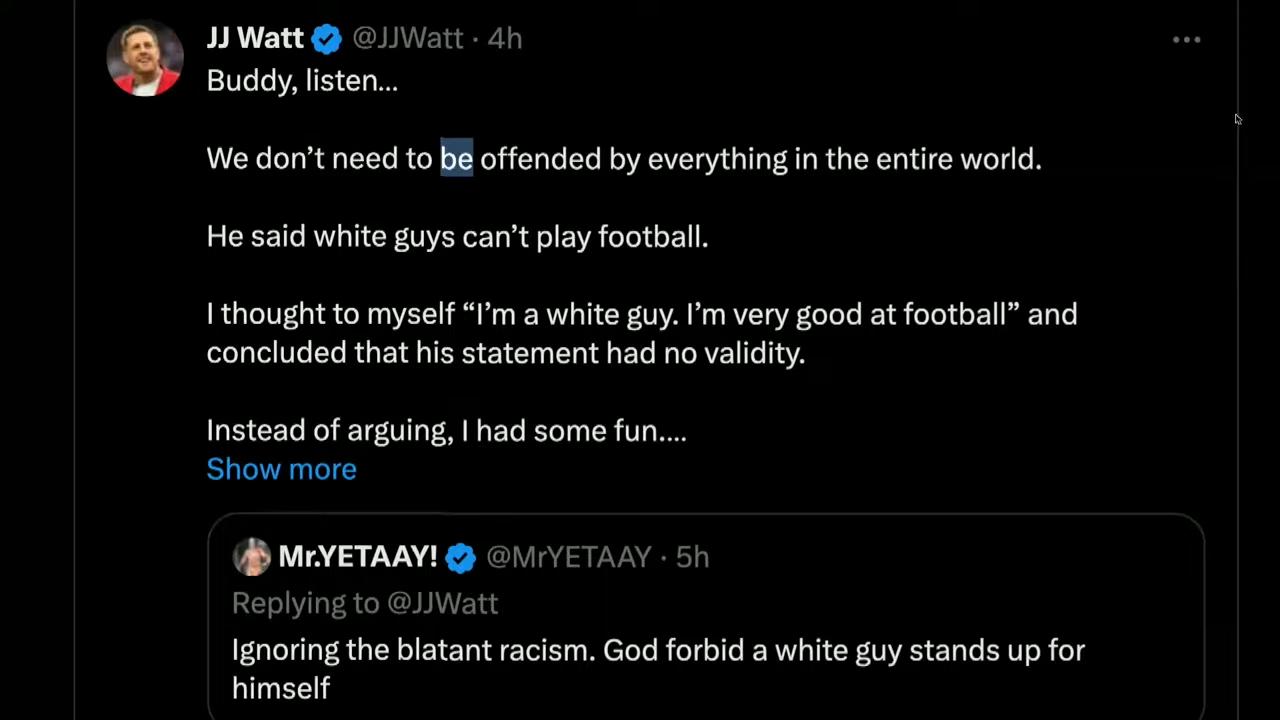 JJ Watt @JJWatt · 4h
Buddy, listen...
We don’t need to be offended by everything in the entire world.
He said white guys can’t play football.
I thought to myself “I’m a white guy. I’m very good at football” and
concluded that his statement had no validity.
Instead of arguing, I had some fun....
Show more
Mr.YETAAY! @MrYETAAY · 5h
Replying to @JJWatt
Ignoring the blatant racism. God forbid a white guy stands up for
himself